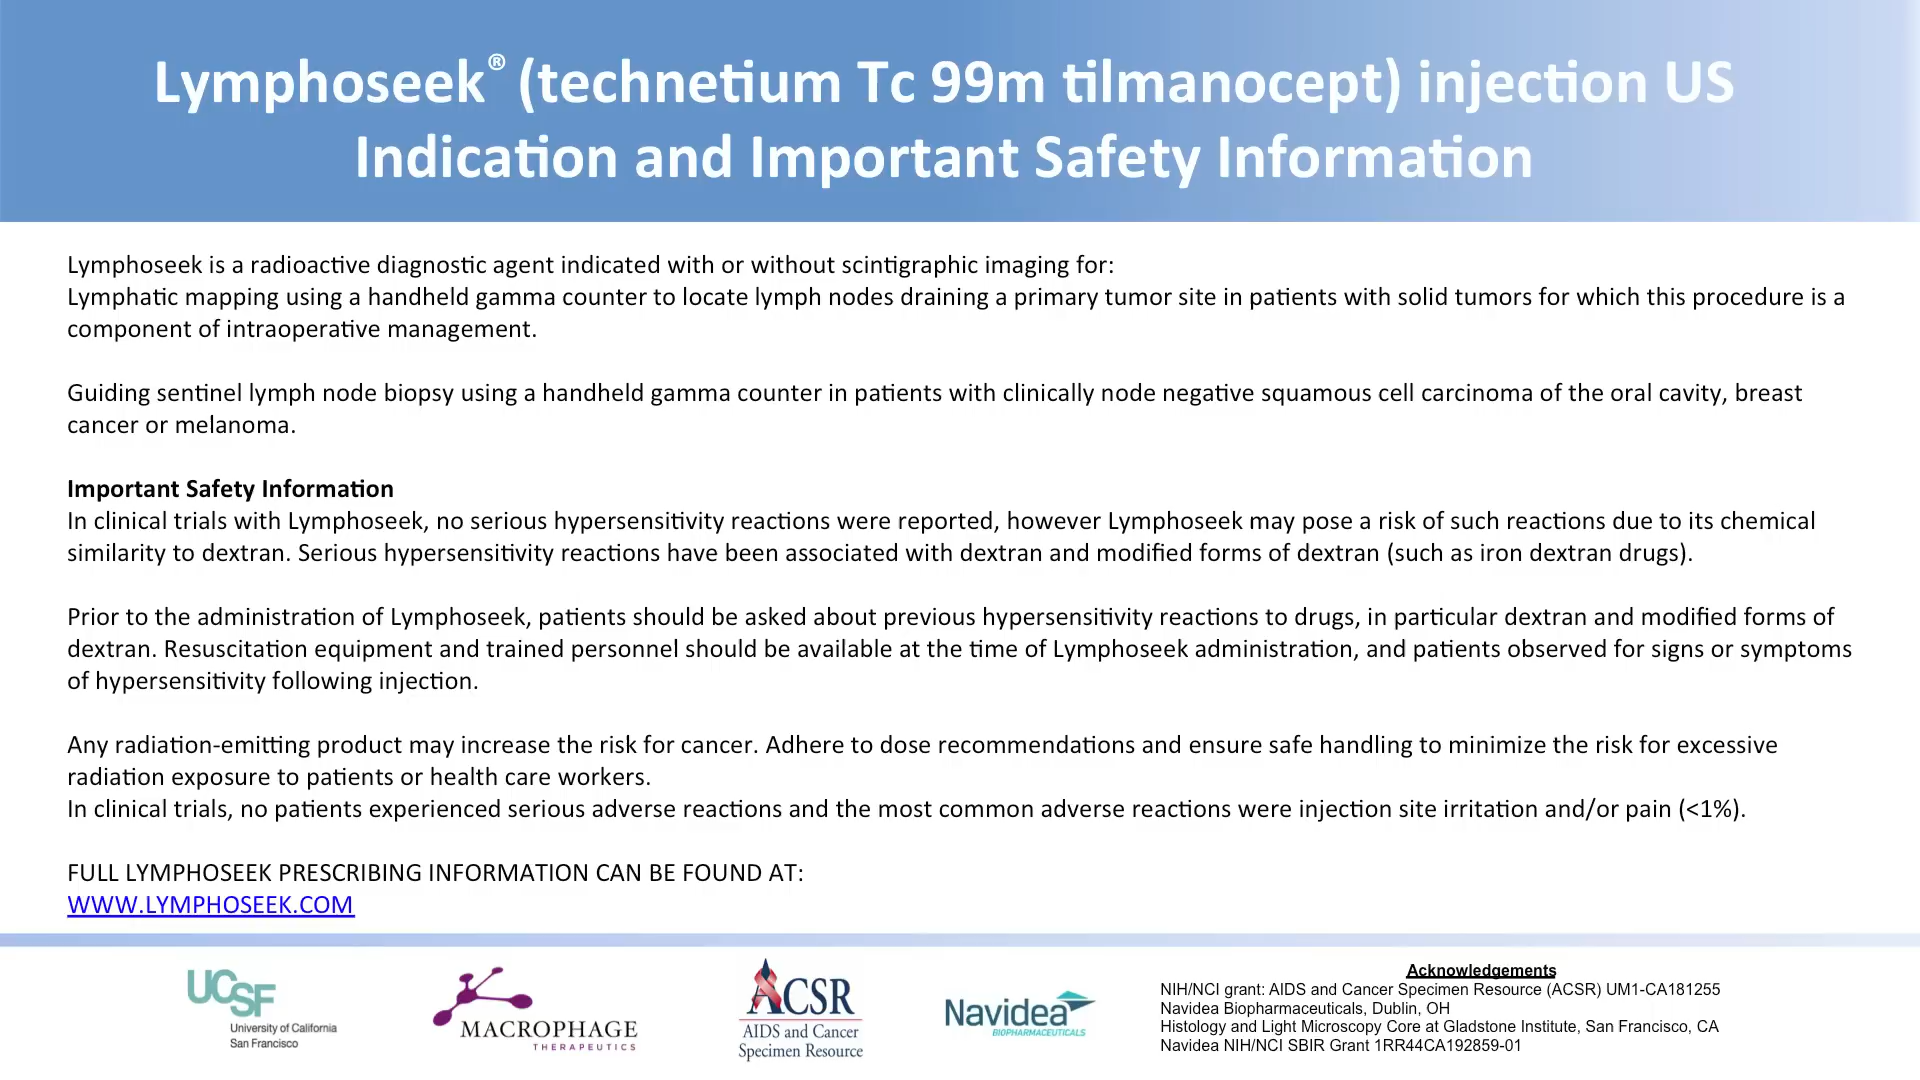 Lymphoseek® (technetium Tc 99m tilmanocept) injection US
Indication and Important Safety Information
Lymphoseek is a radioactive diagnostic agent indicated with or without scintigraphic imaging for:
Lymphatic mapping using a handheld gamma counter to locate lymph nodes draining a primary tumor site in patients with solid tumors for which this procedure is a
component of intraoperative management.
Guiding sentinel lymph node biopsy using a handheld gamma counter in patients with clinically node negative squamous cell carcinoma of the oral cavity, breast
cancer or melanoma.
Important Safety Information
In clinical trials with Lymphoseek, no serious hypersensitivity reactions were reported, however Lymphoseek may pose a risk of such reactions due to its chemical
similarity to dextran. Serious hypersensitivity reactions have been associated with dextran and modified forms of dextran (such as iron dextran drugs).
Prior to the administration of Lymphoseek, patients should be asked about previous hypersensitivity reactions to drugs, in particular dextran and modified forms of
dextran. Resuscitation equipment and trained personnel should be available at the time of Lymphoseek administration, and patients observed for signs or symptoms
of hypersensitivity following injection.
Any radiation-emitting product may increase the risk for cancer. Adhere to dose recommendations and ensure safe handling to minimize the risk for excessive
radiation exposure to patients or health care workers.
In clinical trials, no patients experienced serious adverse reactions and the most common adverse reactions were injection site irritation and/or pain (<1%).
FULL LYMPHOSEEK PRESCRIBING INFORMATION CAN BE FOUND AT:
WWW.LYMPHOSEEK.COM
UCSF
University of California
San Francisco
MACROPHAGE
THERAPEUTICS
ACSR
AIDS and Cancer
Specimen Resource
Navidea
BIOPHARMACEUTICALS
Acknowledgements
NIH/NCI grant: AIDS and Cancer Specimen Resource (ACSR) UM1-CA181255
Navidea Biopharmaceuticals, Dublin, OH
Histology and Light Microscopy Core at Gladstone Institute, San Francisco, CA
Navidea NIH/NCI SBIR Grant 1RR44CA192859-01